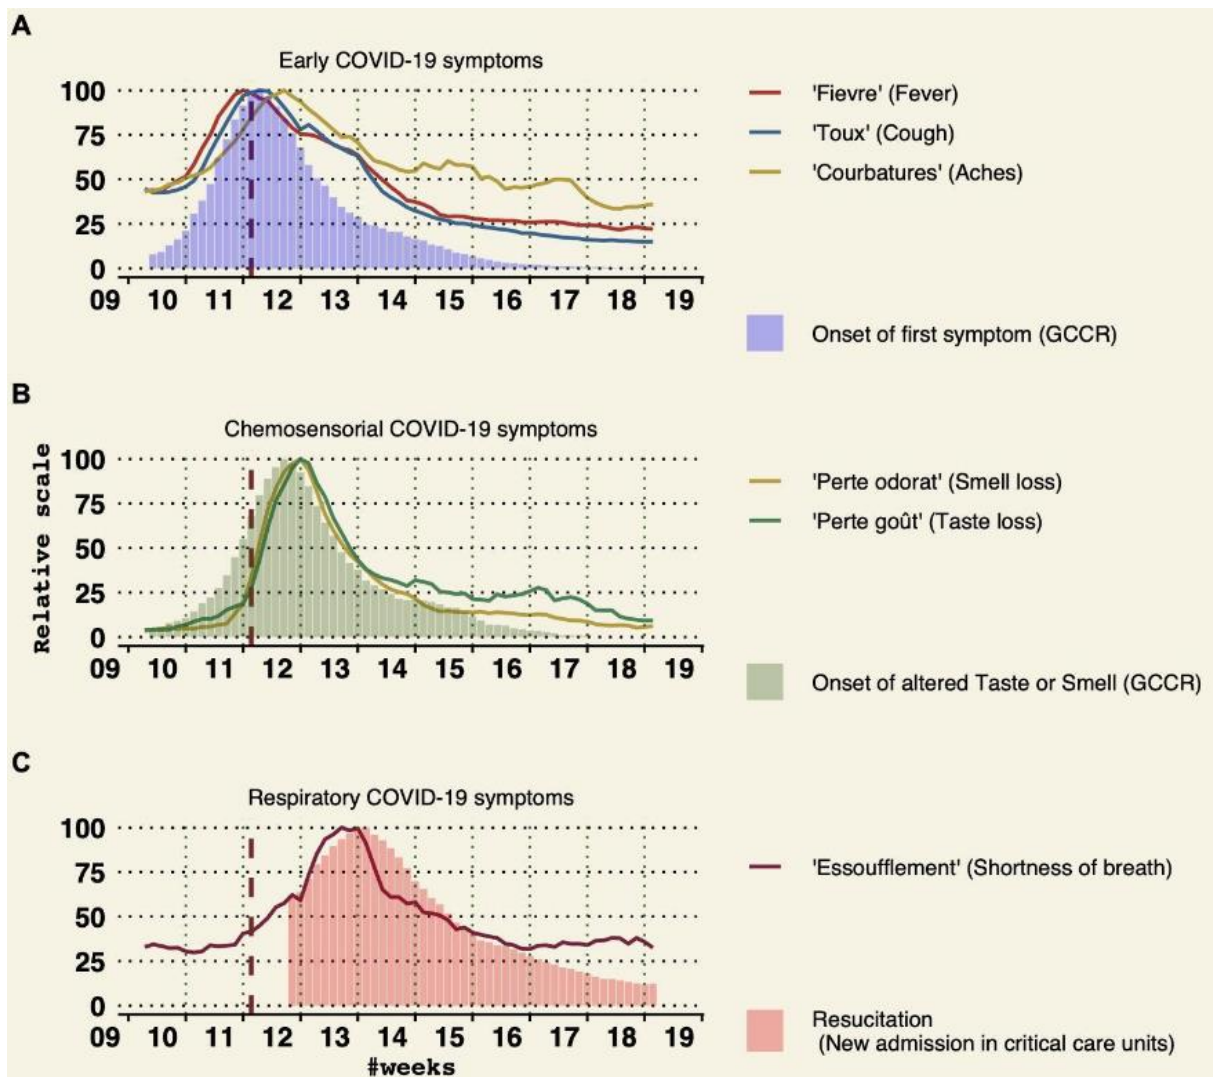 A
Early COVID-19 symptoms
100
75
50
25
0
09 10 11 12 13 14 15 16 17 18 19
'Fievre' (Fever)
'Toux' (Cough)
'Courbatures' (Aches)
Onset of first symptom (GCCR)
B
Chemosensorial COVID-19 symptoms
Relative scale
100
75
50
25
0
09 10 11 12 13 14 15 16 17 18 19
'Perte odorat' (Smell loss)
'Perte goût' (Taste loss)
Onset of altered Taste or Smell (GCCR)
C
Respiratory COVID-19 symptoms
100
75
50
25
0
09 10 11 12 13 14 15 16 17 18 19
#weeks
'Essoufflement' (Shortness of breath)
Resucitation
(New admission in critical care units)